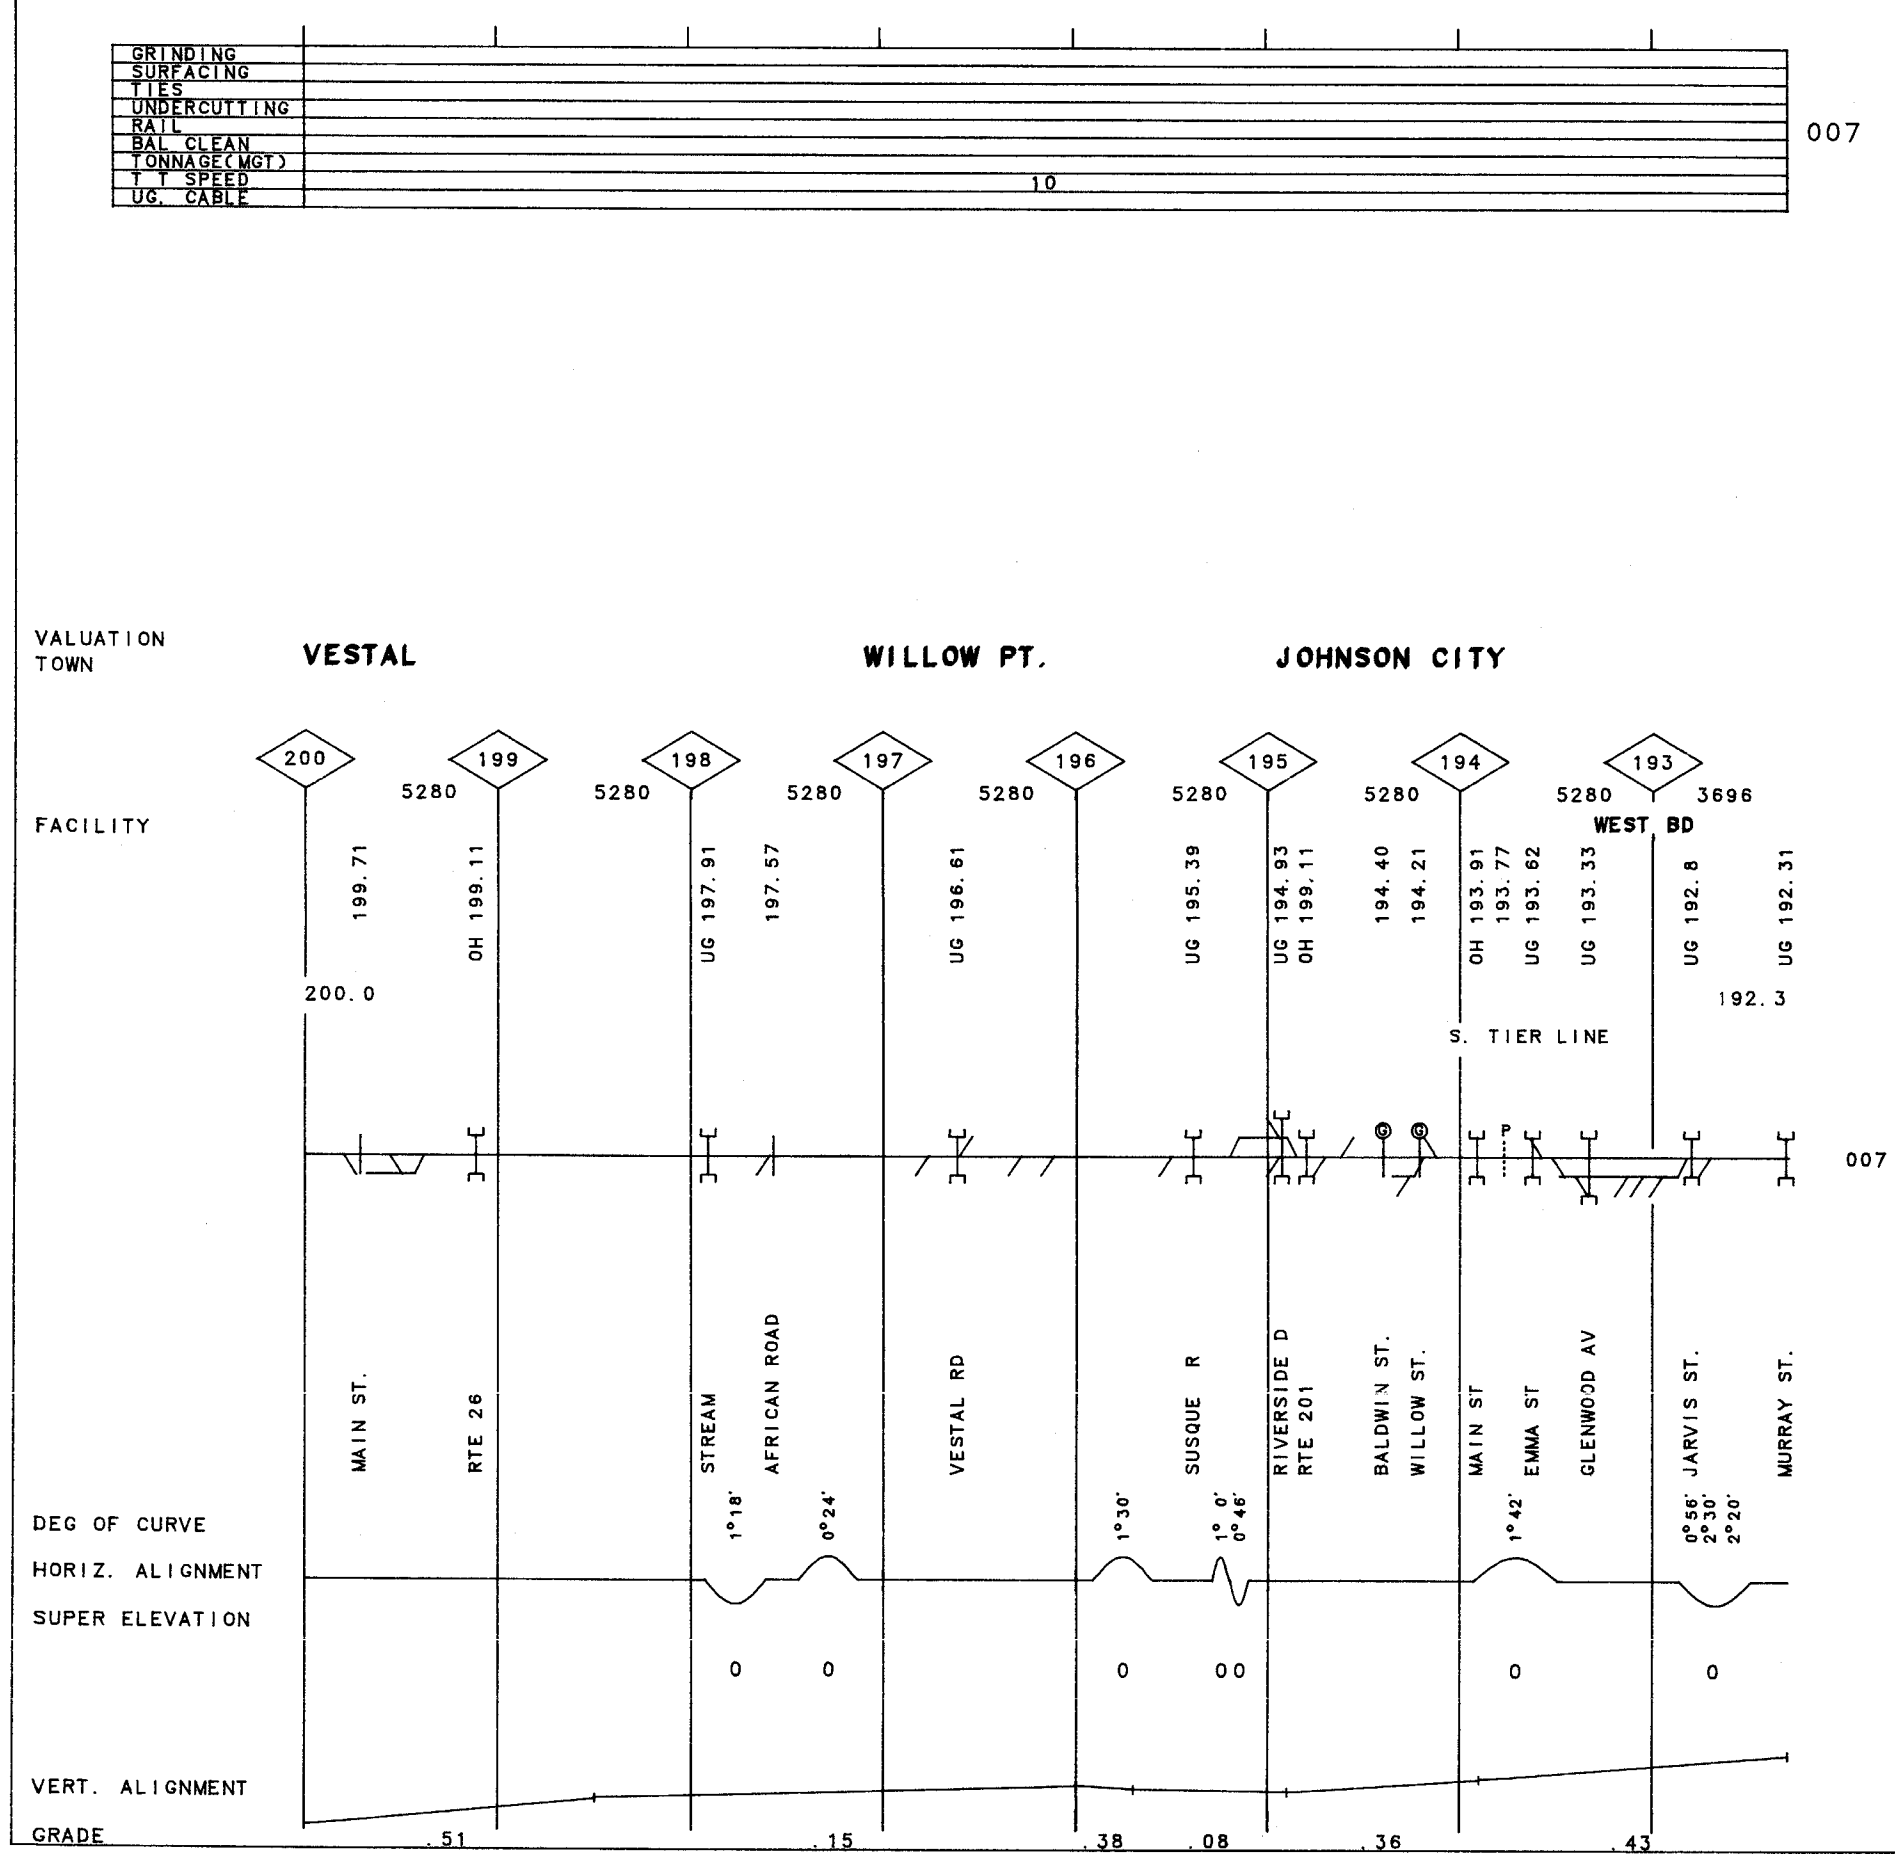 GRINDING
SURFACING
TIES
UNDERCUTTING
RAIL
BAL CLEAN
TONNAGE(MGT)
T T SPEED 10
UG. CABLE
007
VALUATION
TOWN
VESTAL WILLOW PT. JOHNSON CITY
200 199 198 197 196 195 194 193
5280 5280 5280 5280 5280 5280 5280 3696
FACILITY
WEST BD
199.71
OH 199.11
UG 197.91
197.57
UG 196.61
UG 195.39
UG 194.93
OH 199.11
194.40
194.21
OH 193.91
193.77
UG 193.62
UG 193.33
UG 192.8
UG 192.31
200.0 192.3
S. TIER LINE
G G P
007
MAIN ST.
RTE 26
STREAM
AFRICAN ROAD
VESTAL RD
SUSQUE R
RIVERSIDE D
RTE 201
BALDWIN ST.
WILLOW ST.
MAIN ST
EMMA ST
GLENWOOD AV
JARVIS ST.
MURRAY ST.
DEG OF CURVE
1°18'
0°24'
1°30'
1° 0'
0°46'
1°42'
0°56'
2°30'
2°20'
HORIZ. ALIGNMENT
SUPER ELEVATION
0 0 0 0 0 0 0
VERT. ALIGNMENT
GRADE .51 .15 .38 .08 .36 .43